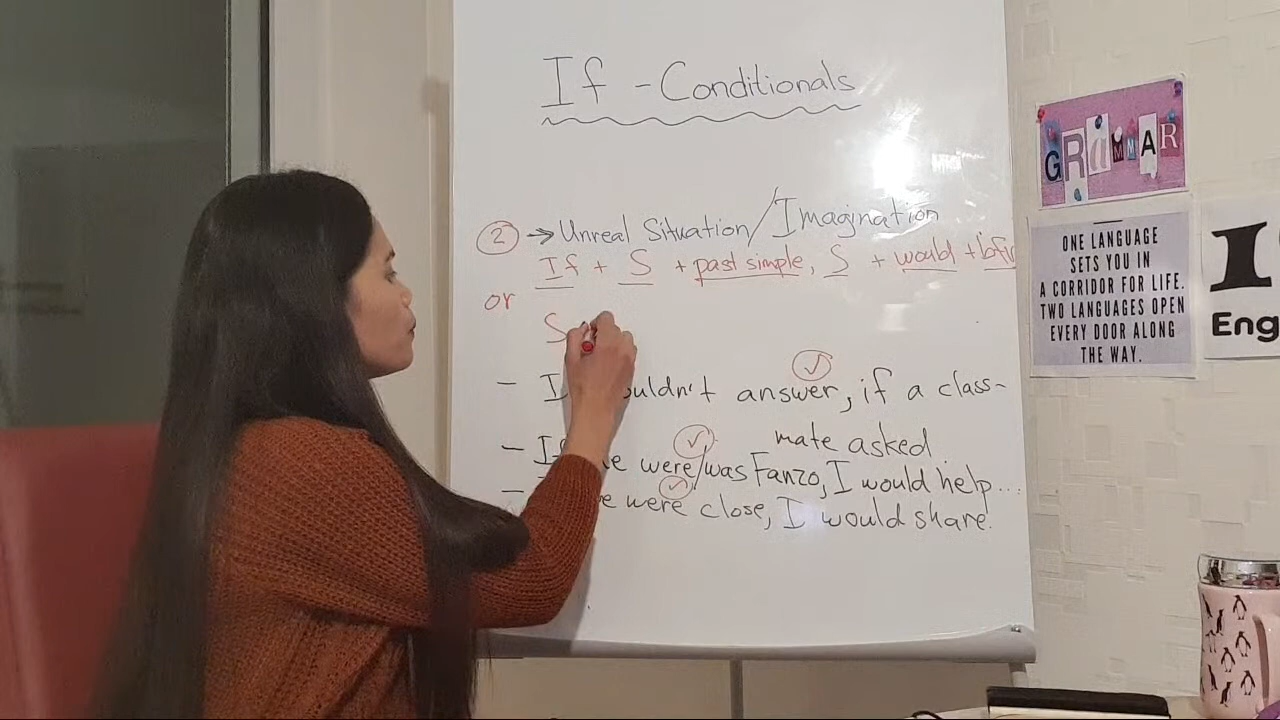 If - Conditionals
2 → Unreal Situation/Imagination
If + S + past simple, S + would +
or
S
- I ouldn't answer, if a class-
mate asked.
- If e were/was Fanzo, I would help...
- e were close, I would share.
GRAMMAR
ONE LANGUAGE
SETS YOU IN
A CORRIDOR FOR LIFE.
TWO LANGUAGES OPEN
EVERY DOOR ALONG
THE WAY.
I
Eng